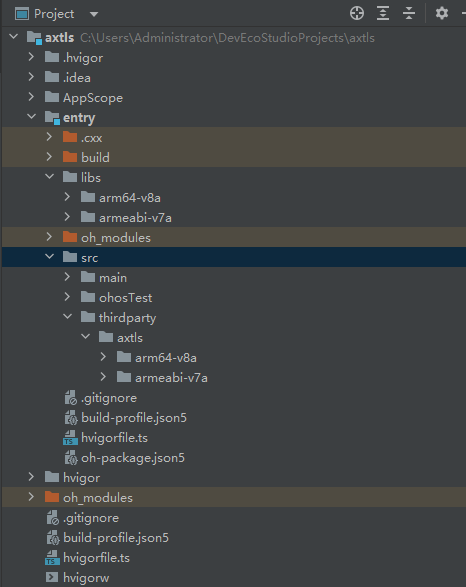 Project
axtls C:\Users\Administrator\DevEcoStudioProjects\axtls
.hvigor
.idea
AppScope
entry
.cxx
build
libs
arm64-v8a
armeabi-v7a
oh_modules
src
main
ohosTest
thirdparty
axtls
arm64-v8a
armeabi-v7a
.gitignore
build-profile.json5
hvigorfile.ts
oh-package.json5
hvigor
oh_modules
.gitignore
build-profile.json5
hvigorfile.ts
hvigorw